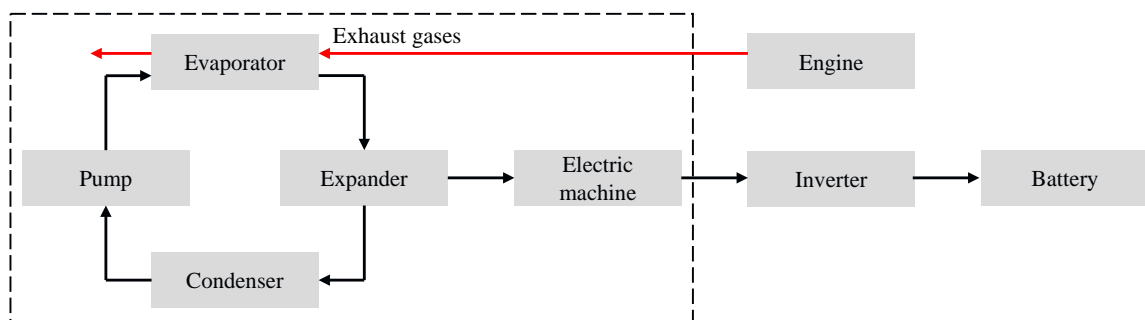 Exhaust gases
Evaporator
Engine
Pump
Expander
Electric
machine
Inverter
Battery
Condenser